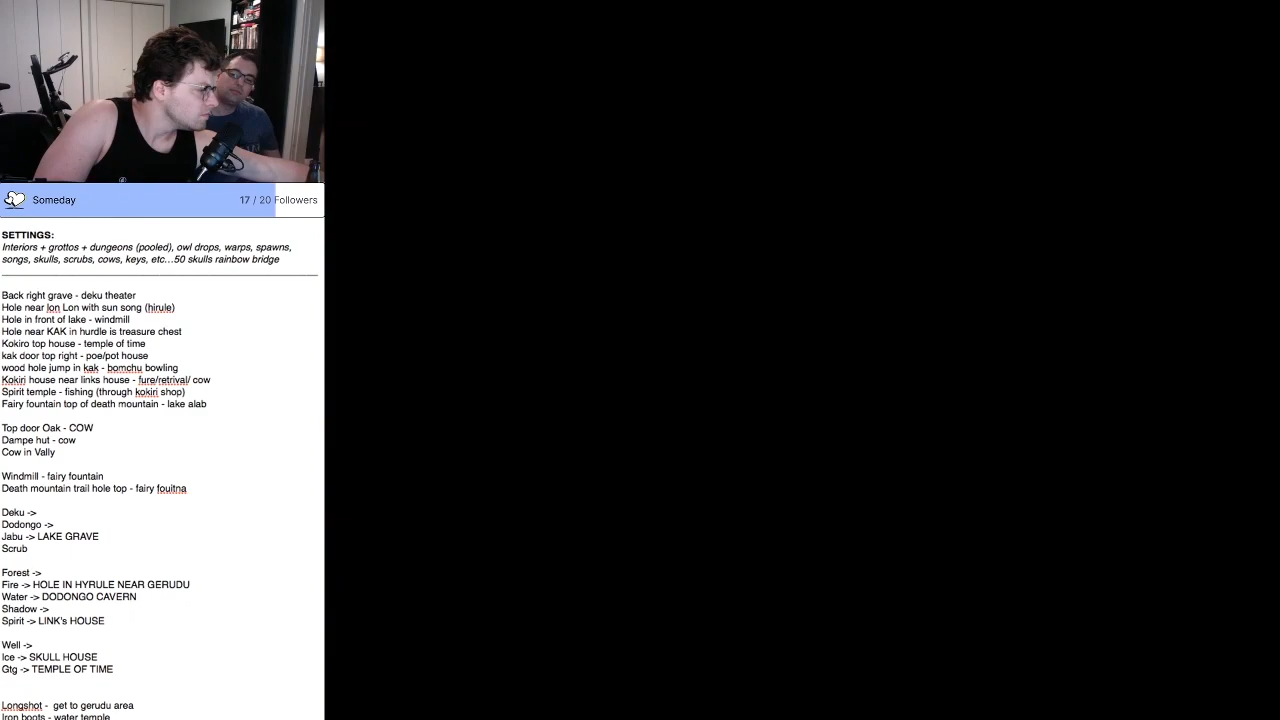 Someday
17 / 20 Followers
SETTINGS:
Interiors + grottos + dungeons (pooled), owl drops, warps, spawns,
songs, skulls, scrubs, cows, keys, etc...50 skulls rainbow bridge
Back right grave - deku theater
Hole near lon Lon with sun song (hirule)
Hole in front of lake - windmill
Hole near KAK in hurdle is treasure chest
Kokiro top house - temple of time
kak door top right - poe/pot house
wood hole jump in kak - bomchu bowling
Kokiri house near links house - fure/retrival/ cow
Spirit temple - fishing (through kokiri shop)
Fairy fountain top of death mountain - lake alab
Top door Oak - COW
Dampe hut - cow
Cow in Vally
Windmill - fairy fountain
Death mountain trail hole top - fairy fouitna
Deku ->
Dodongo ->
Jabu -> LAKE GRAVE
Scrub
Forest ->
Fire -> HOLE IN HYRULE NEAR GERUDU
Water -> DODONGO CAVERN
Shadow ->
Spirit -> LINK's HOUSE
Well ->
Ice -> SKULL HOUSE
Gtg -> TEMPLE OF TIME
Longshot - get to gerudu area
Iron boots - water temple